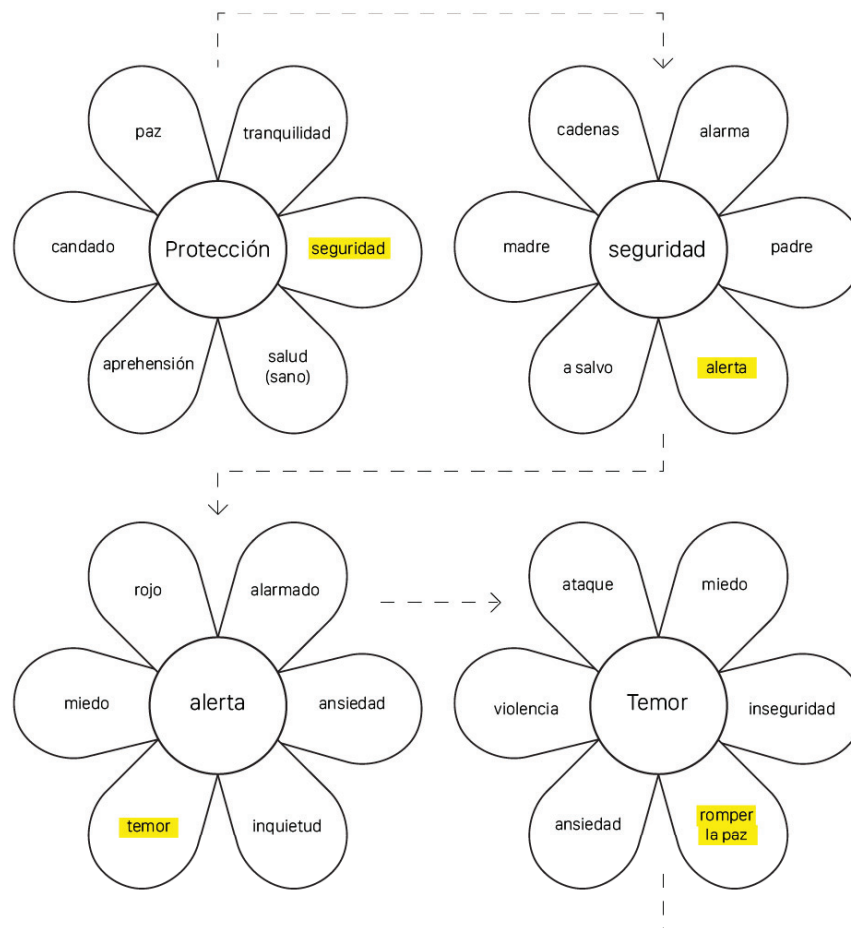 paz
tranquilidad
candado
Protección
seguridad
aprehensión
salud
(sano)
cadenas
alarma
madre
seguridad
padre
a salvo
alerta
rojo
alarmado
miedo
alerta
ansiedad
temor
inquietud
ataque
miedo
violencia
Temor
inseguridad
ansiedad
romper
la paz